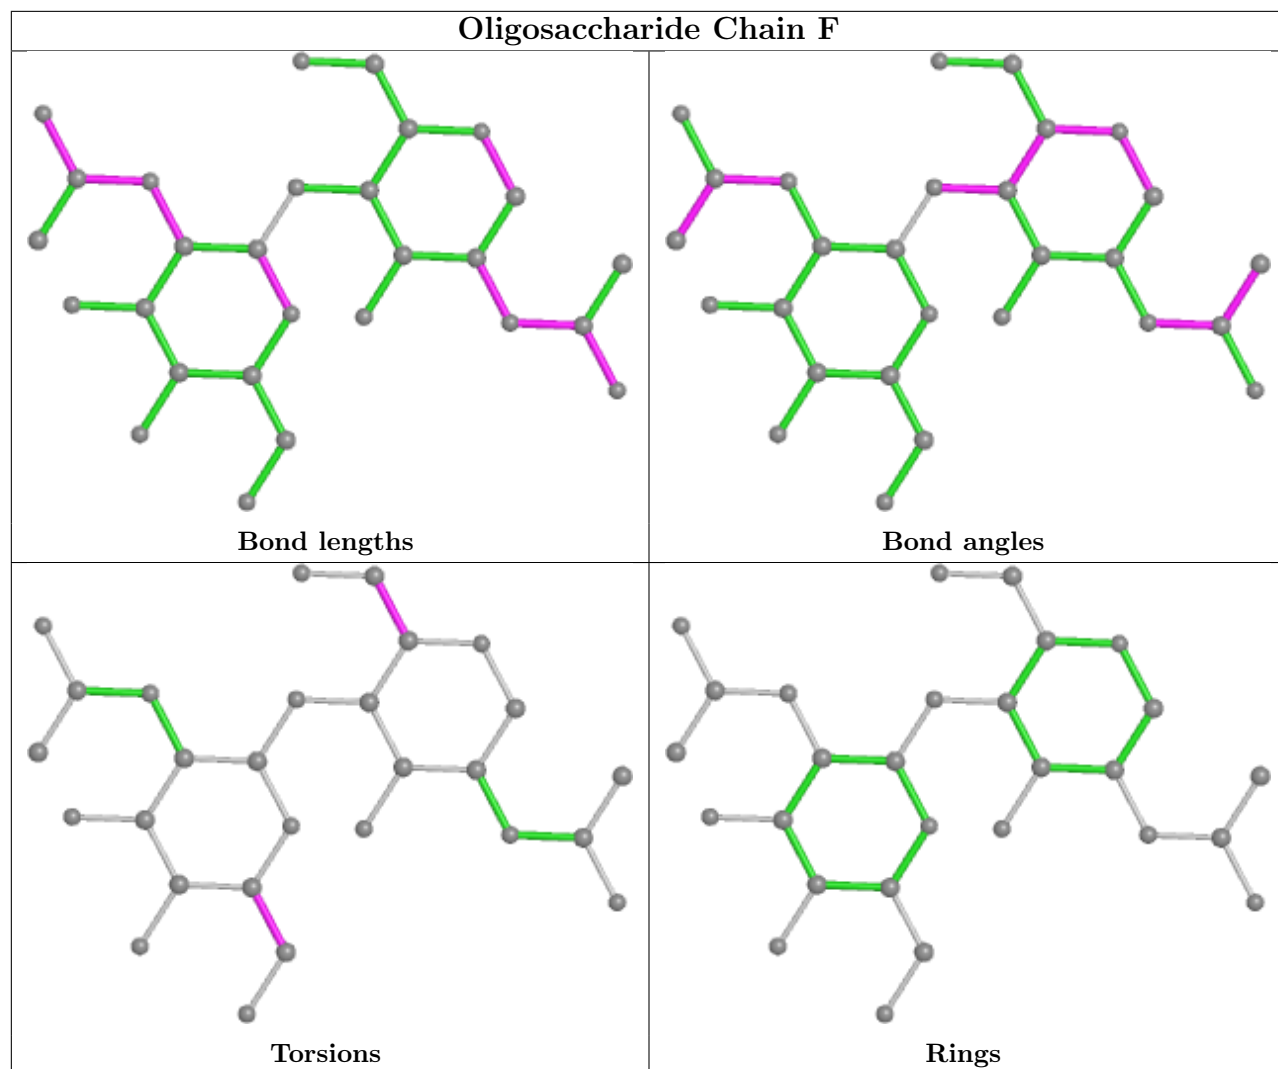 Oligosaccharide Chain F
Bond lengths
Bond angles
Torsions
Rings